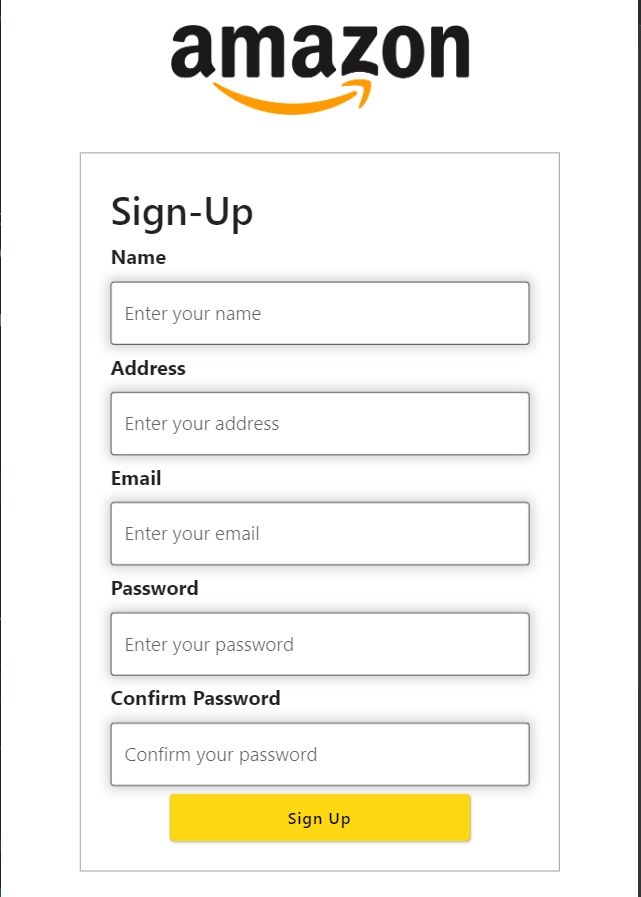 amazon
Sign-Up
Name
Enter your name
Address
Enter your address
Email
Enter your email
Password
Enter your password
Confirm Password
Confirm your password
Sign Up